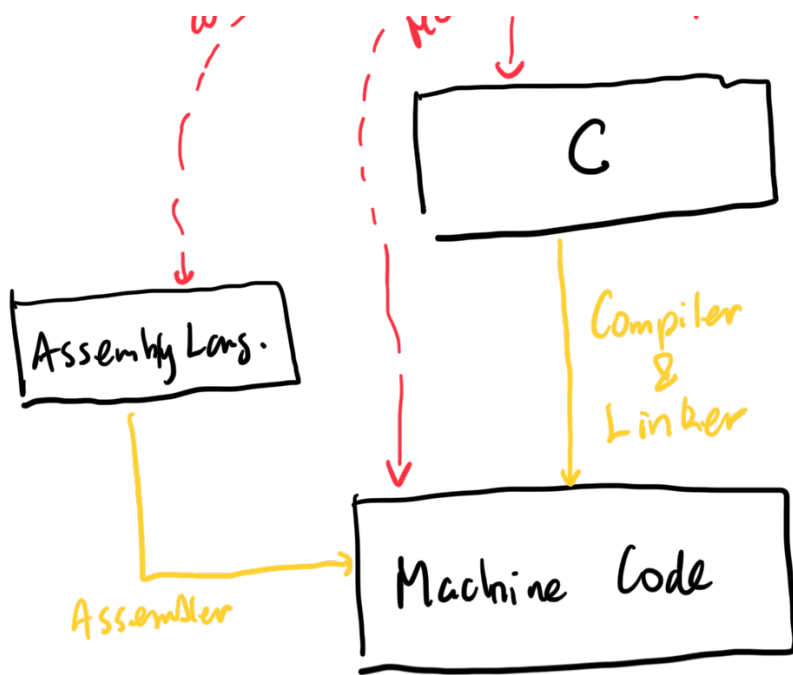 C
Compiler
&
Linker
Assembly Lang.
Machine Code
Assembler